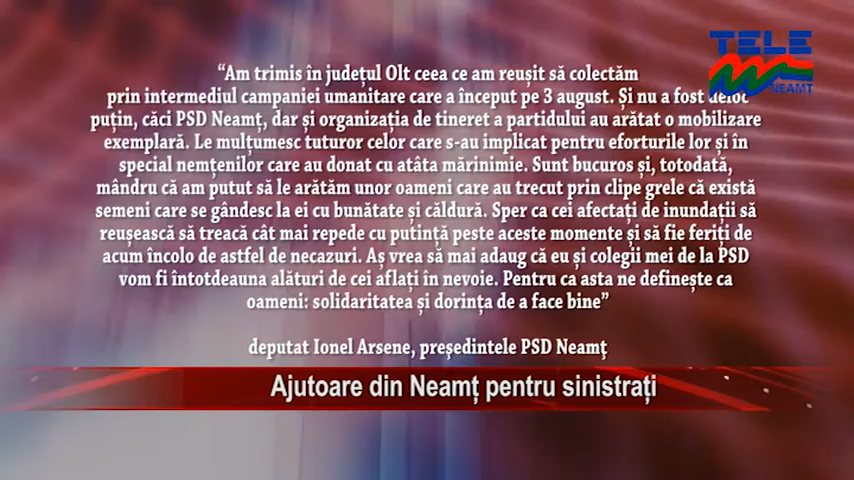 TELE
NEAMȚ
“Am trimis în județul Olt ceea ce am reușit să colectăm
prin intermediul campaniei umanitare care a început pe 3 august. Și nu a fost deloc
puțin, căci PSD Neamț, dar și organizația de tineret a partidului au arătat o mobilizare
exemplară. Le mulțumesc tuturor celor care s-au implicat pentru eforturile lor și în
special nemțenilor care au donat cu atâta mărinimie. Sunt bucuros și, totodată,
mândru că am putut să le arătăm unor oameni care au trecut prin clipe grele că există
semeni care se gândesc la ei cu bunătate și căldură. Sper ca cei afectați de inundații să
reușească să treacă cât mai repede cu putință peste aceste momente și să fie feriți de
acum încolo de astfel de necazuri. Aș vrea să mai adaug că eu și colegii mei de la PSD
vom fi întotdeauna alături de cei aflați în nevoie. Pentru ca asta ne definește ca
oameni: solidaritatea și dorința de a face bine”
deputat Ionel Arsene, preşedintele PSD Neamţ
Ajutoare din Neamț pentru sinistrați